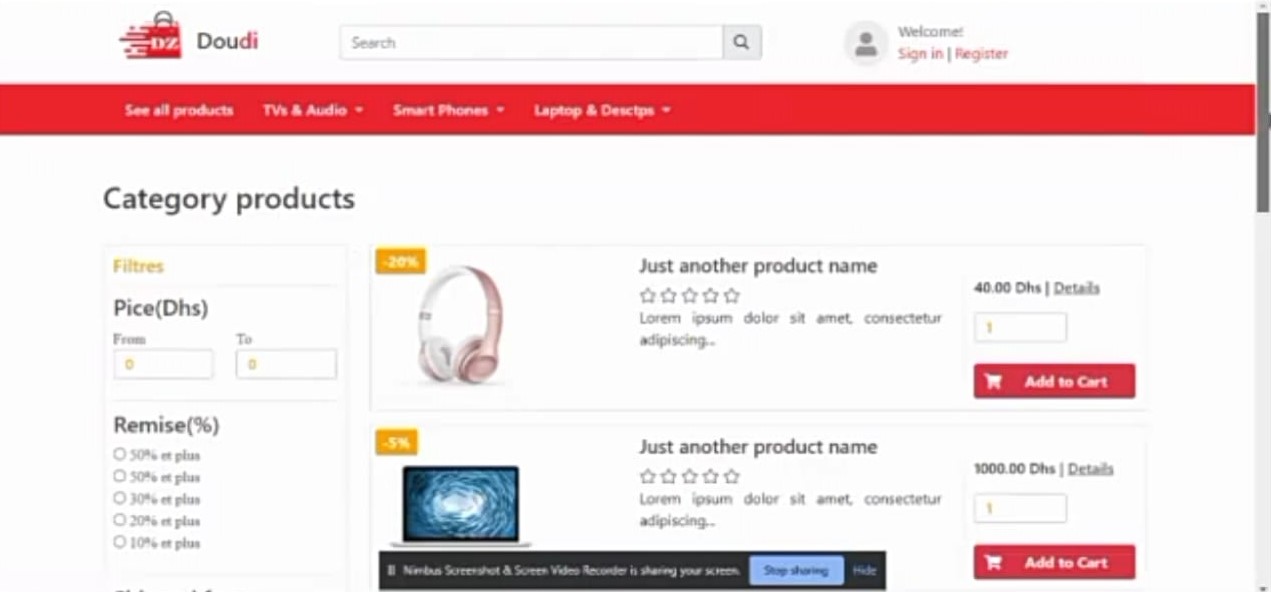 DZ
Doudi
Search
Welcome!
Sign in | Register
See all products TVs & Audio Smart Phones Laptop & Desctps
Category products
Filtres
Pice(Dhs)
From To
0 0
Remise(%)
50% et plus
50% et plus
30% et plus
20% et plus
10% et plus
-20%
Just another product name
Lorem ipsum dolor sit amet, consectetur
adipiscing...
40.00 Dhs | Details
1
Add to Cart
-5%
Just another product name
Lorem ipsum dolor sit amet, consectetur
adipiscing...
1000.00 Dhs | Details
1
Add to Cart
Nimbus Screenshot & Screen Video Recorder is sharing your screen. Stop sharing Hide